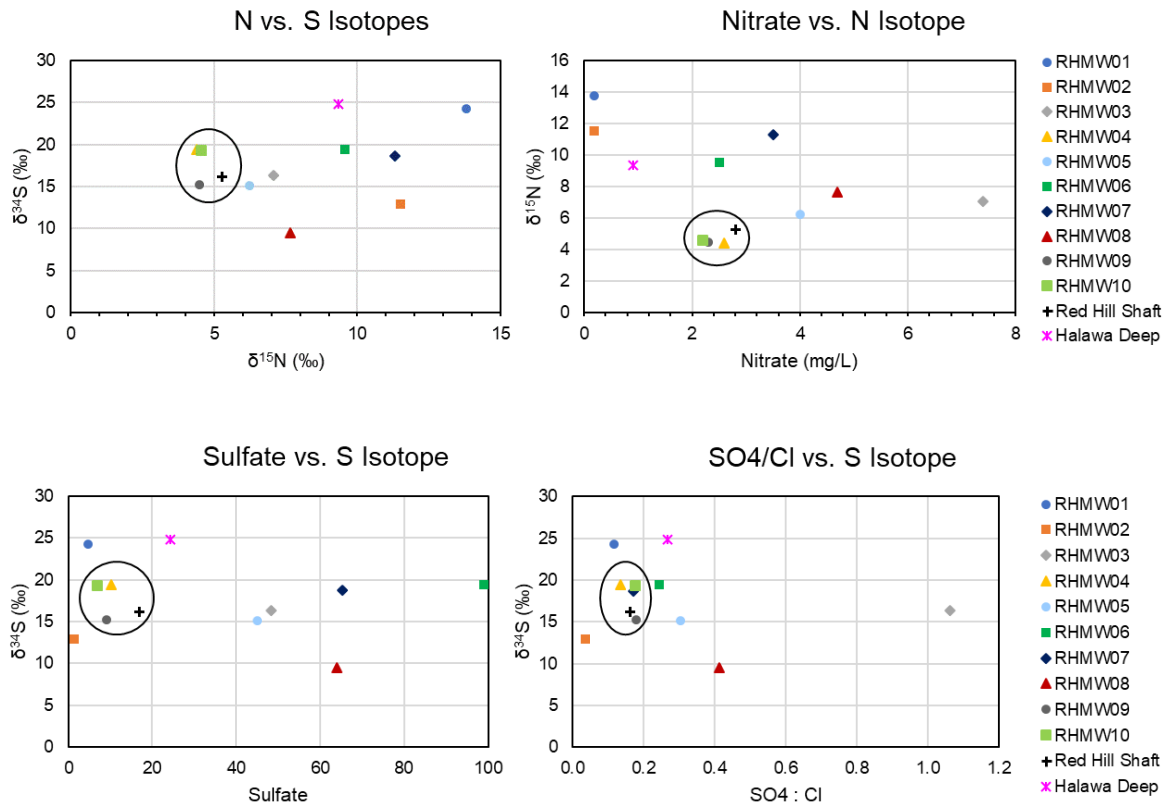 N vs. S Isotopes
30
25
20
15
10
5
0
0
5
10
15
δ³⁴S (‰)
δ¹⁵N (‰)
Nitrate vs. N Isotope
16
14
12
10
8
6
4
2
0
0
2
4
6
8
δ¹⁵N (‰)
Nitrate (mg/L)
RHMW01
RHMW02
RHMW03
RHMW04
RHMW05
RHMW06
RHMW07
RHMW08
RHMW09
RHMW10
Red Hill Shaft
Halawa Deep
Sulfate vs. S Isotope
30
25
20
15
10
5
0
0
20
40
60
80
100
δ³⁴S (‰)
Sulfate
SO4/Cl vs. S Isotope
30
25
20
15
10
5
0
0.0
0.2
0.4
0.6
0.8
1.0
1.2
δ³⁴S (‰)
SO4 : Cl
RHMW01
RHMW02
RHMW03
RHMW04
RHMW05
RHMW06
RHMW07
RHMW08
RHMW09
RHMW10
Red Hill Shaft
Halawa Deep